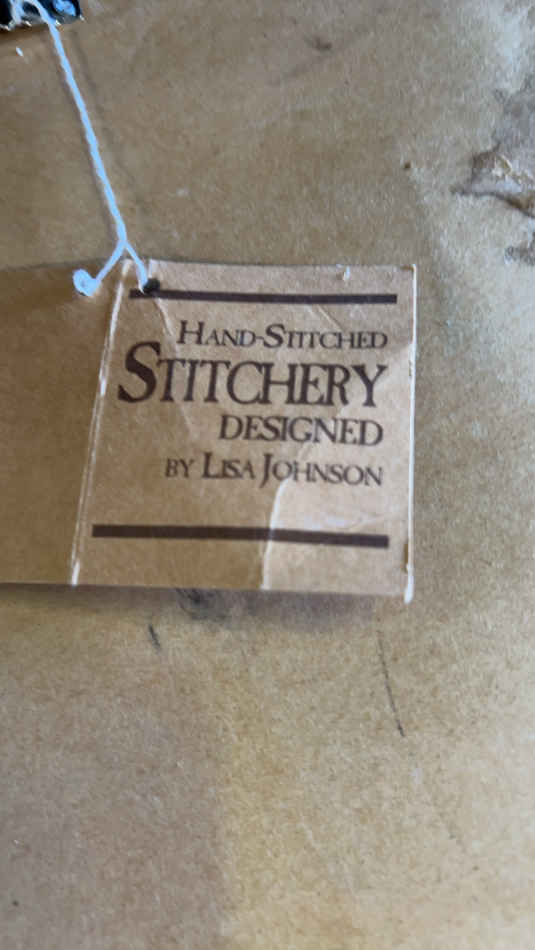 Hand-Stitched
Stitchery
Designed
by Lisa Johnson